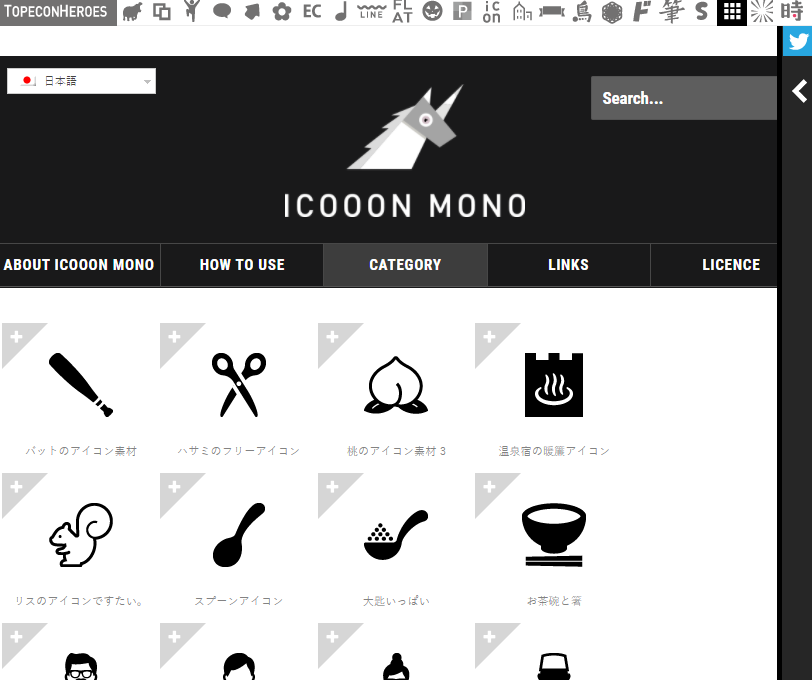 TOPECONHEROES
EC
LINE
FL
AT
P
ic
on
鳥
ド
筆
S
時
日本語
Search...
ICOOON MONO
ABOUT ICOOON MONO
HOW TO USE
CATEGORY
LINKS
LICENCE
バットのアイコン素材
ハサミのフリーアイコン
桃のアイコン素材 3
温泉宿の暖簾アイコン
リスのアイコンですたい。
スプーンアイコン
大匙いっぱい
お茶碗と箸